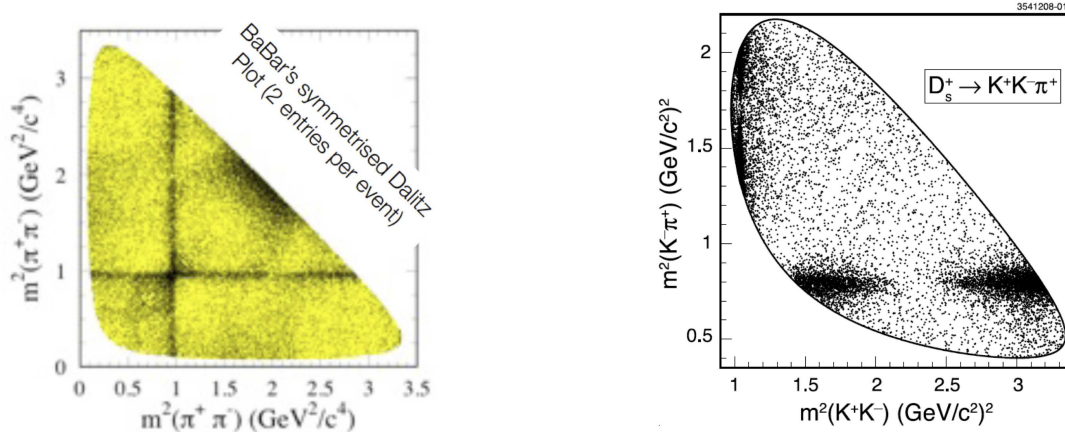 BaBar's symmetrised Dalitz
Plot (2 entries per event)
m²(π⁺π⁻) (GeV²/c⁴)
3
2
1
0
0 0.5 1 1.5 2 2.5 3 3.5
m²(π⁺ π⁻) (GeV²/c⁴)
3541208-01
D_s⁺ → K⁺K⁻π⁺
m²(K⁻π⁺) (GeV/c²)²
2
1.5
1
0.5
1 1.5 2 2.5 3
m²(K⁺K⁻) (GeV/c²)²